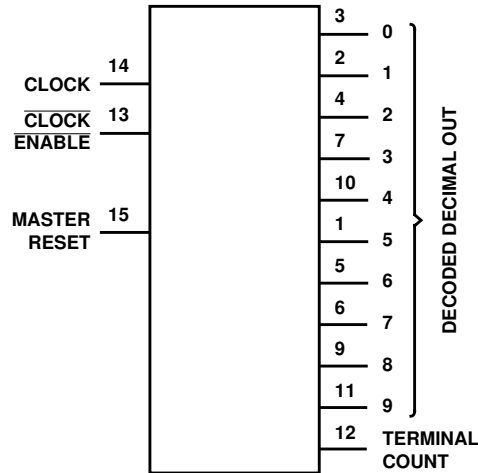 3 0
14 2 1
CLOCK
4 2
CLOCK 13
ENABLE
7 3
10 4
MASTER 15
RESET
1 5
5 6
6 7
9 8
11 9
12 TERMINAL
COUNT
DECODED DECIMAL OUT